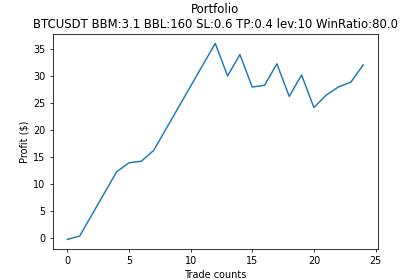 Portfolio
BTCUSDT BBM:3.1 BBL:160 SL:0.6 TP:0.4 lev:10 WinRatio:80.0
35
30
25
20
15
10
5
0
Profit ($)
0 5 10 15 20 25
Trade counts